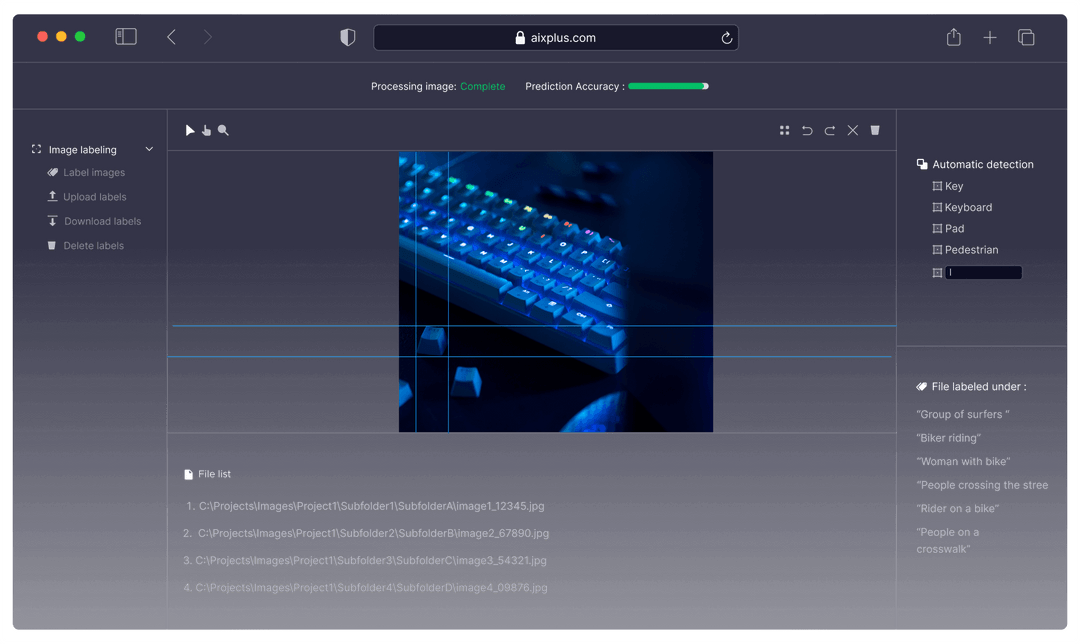 aixplus.com
Processing image: Complete Prediction Accuracy :
Image labeling
Label images
Upload labels
Download labels
Delete labels
Automatic detection
Key
Keyboard
Pad
Pedestrian
File labeled under :
“Group of surfers ”
“Biker riding”
“Woman with bike”
“People crossing the stree
“Rider on a bike”
“People on a
crosswalk”
File list
1. C:\Projects\Images\Project1\Subfolder1\SubfolderA\image1_12345.jpg
2. C:\Projects\Images\Project1\Subfolder2\SubfolderB\image2_67890.jpg
3. C:\Projects\Images\Project1\Subfolder3\SubfolderC\image3_54321.jpg
4. C:\Projects\Images\Project1\Subfolder4\SubfolderD\image4_09876.jpg